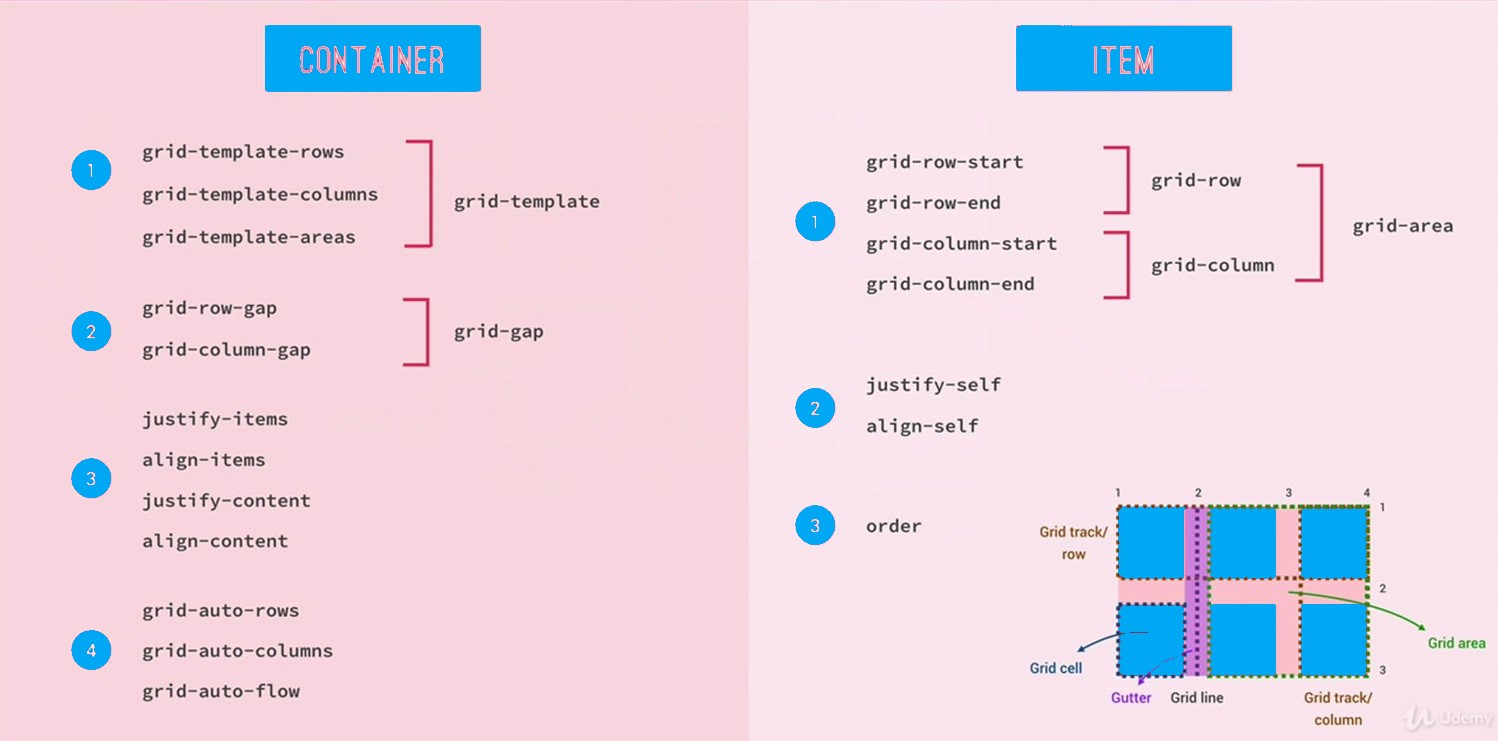 CONTAINER
1
grid-template-rows
grid-template-columns
grid-template-areas
grid-template
2
grid-row-gap
grid-column-gap
grid-gap
3
justify-items
align-items
justify-content
align-content
4
grid-auto-rows
grid-auto-columns
grid-auto-flow
ITEM
1
grid-row-start
grid-row-end
grid-column-start
grid-column-end
grid-row
grid-column
grid-area
2
justify-self
align-self
3
order
1 2 3 4
1
2
3
Grid track/
row
Grid cell
Gutter
Grid line
Grid track/
column
Grid area
Udemy